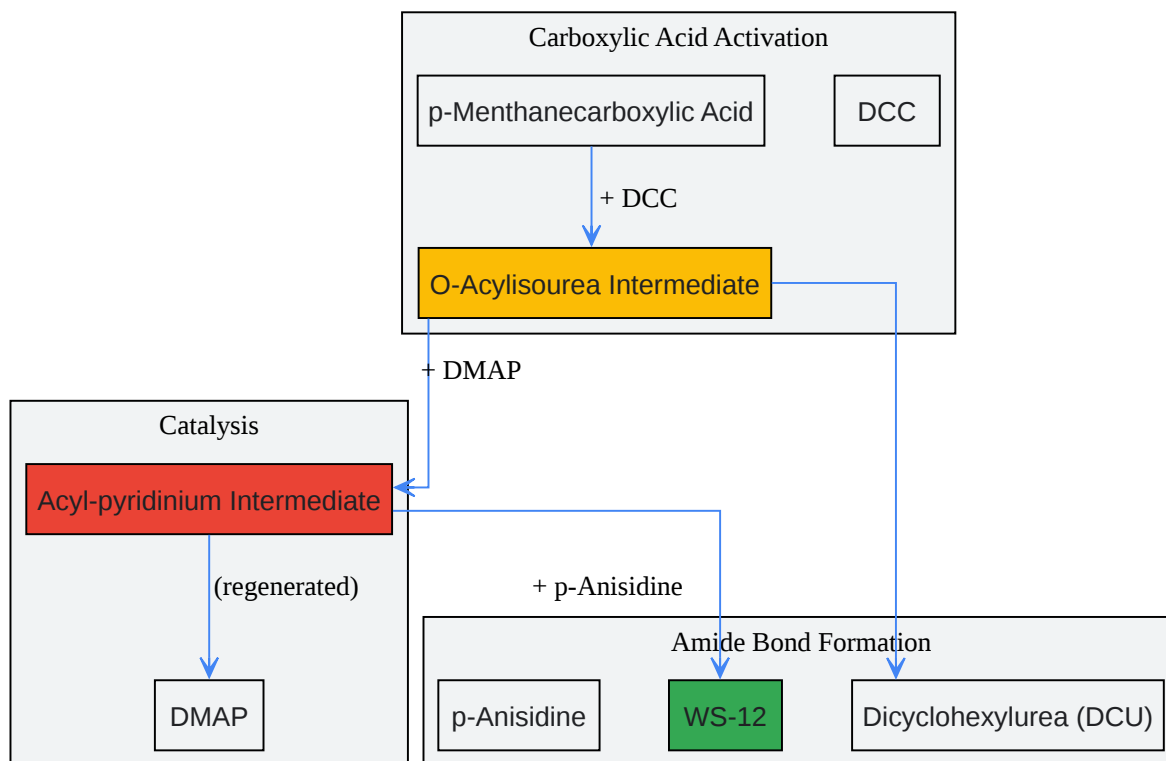 Carboxylic Acid Activation
p-Menthanecarboxylic Acid
DCC
+ DCC
O-Acylisourea Intermediate
+ DMAP
Catalysis
Acyl-pyridinium Intermediate
(regenerated)
+ p-Anisidine
Amide Bond Formation
DMAP
p-Anisidine
WS-12
Dicyclohexylurea (DCU)